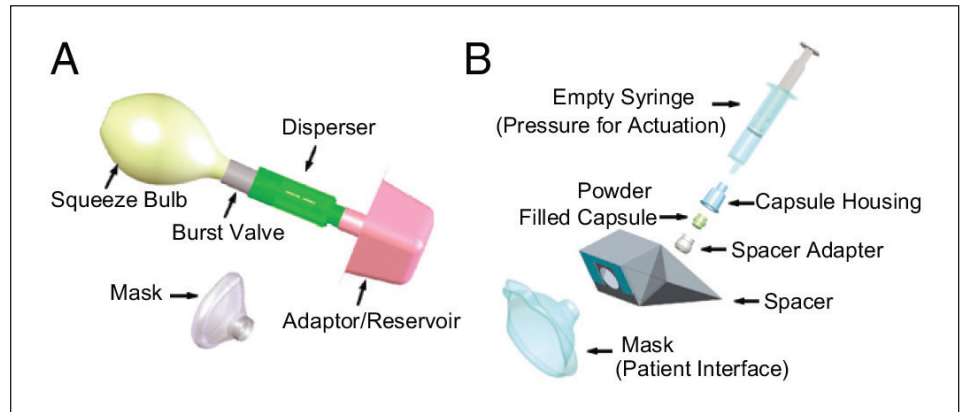 A
Squeeze Bulb
Burst Valve
Disperser
Mask
Adaptor/Reservoir
B
Empty Syringe
(Pressure for Actuation)
Powder
Filled Capsule
Capsule Housing
Spacer Adapter
Spacer
Mask
(Patient Interface)